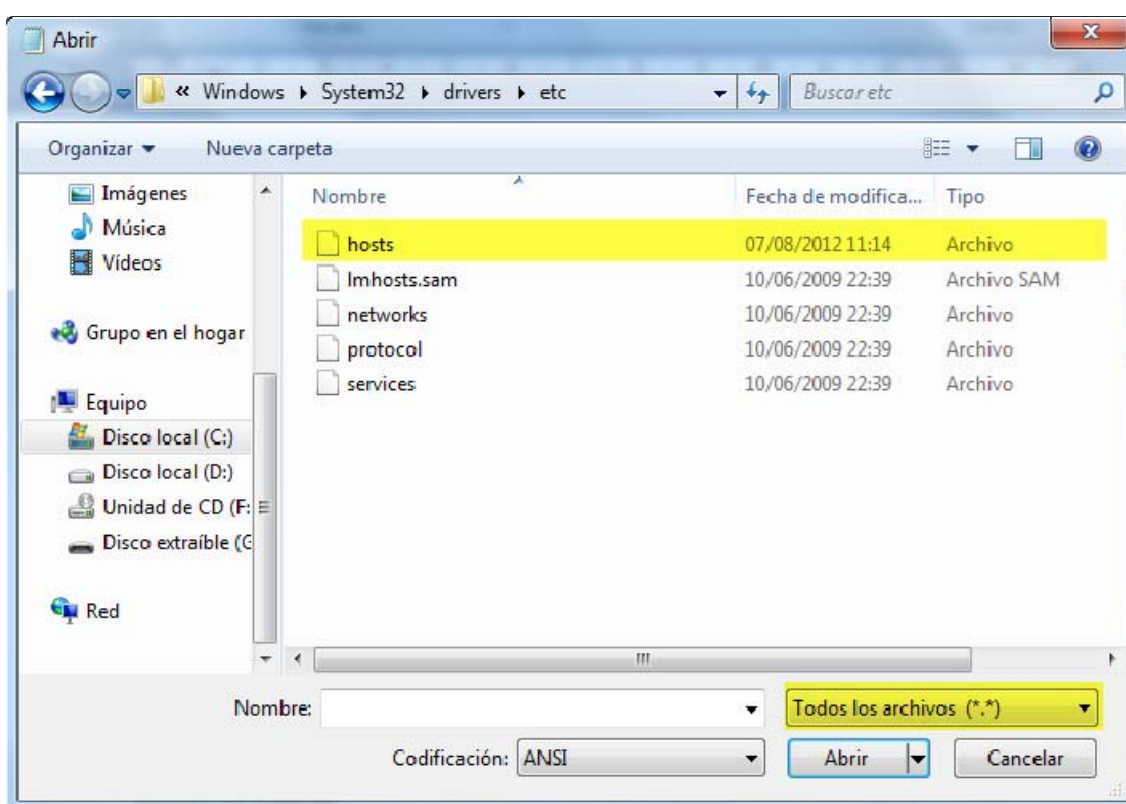 Abrir
« Windows ▸ System32 ▸ drivers ▸ etc
Buscar etc
Organizar
Nueva carpeta
Imágenes
Música
Vídeos
Grupo en el hogar
Equipo
Disco local (C:)
Disco local (D:)
Unidad de CD (F:
Disco extraíble (G
Red
Nombre Fecha de modifica... Tipo
hosts 07/08/2012 11:14 Archivo
lmhosts.sam 10/06/2009 22:39 Archivo SAM
networks 10/06/2009 22:39 Archivo
protocol 10/06/2009 22:39 Archivo
services 10/06/2009 22:39 Archivo
Nombre:
Todos los archivos (*.*)
Codificación: ANSI
Abrir
Cancelar